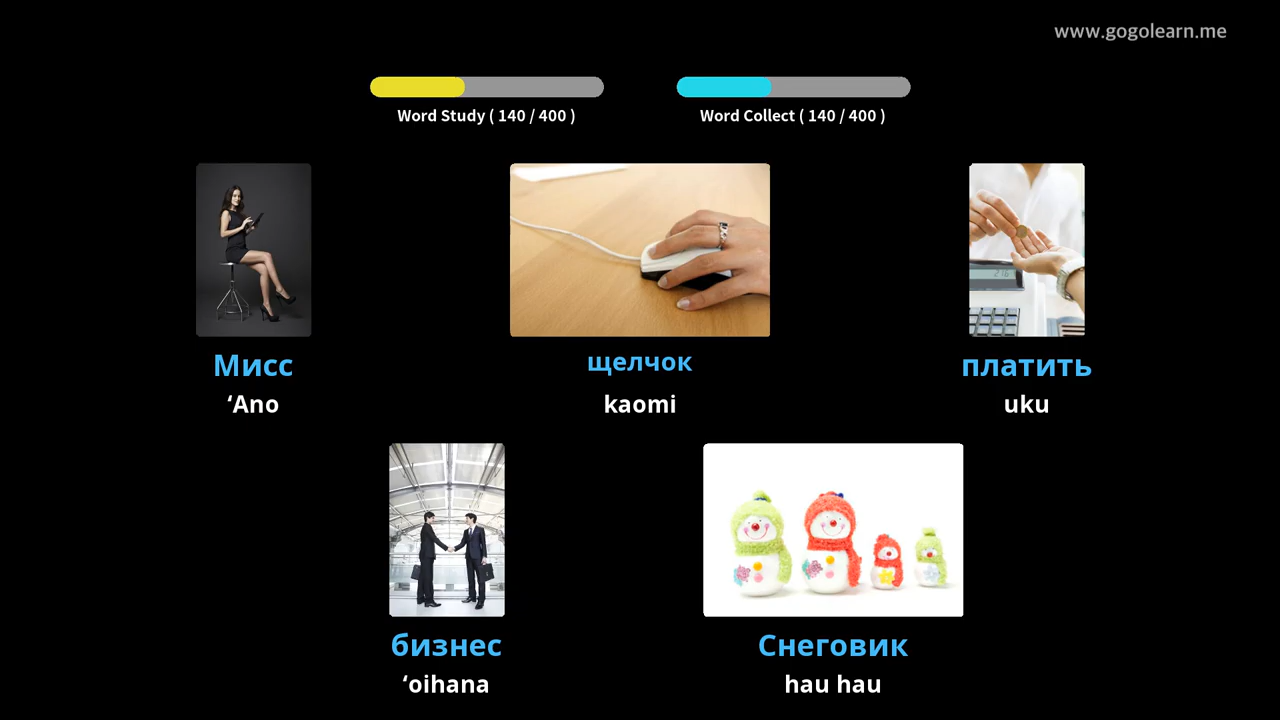 www.gogolearn.me
Word Study ( 140 / 400 )
Word Collect ( 140 / 400 )
Мисс
щелчок
платить
‘Ano
kaomi
uku
бизнес
Снеговик
‘oihana
hau hau